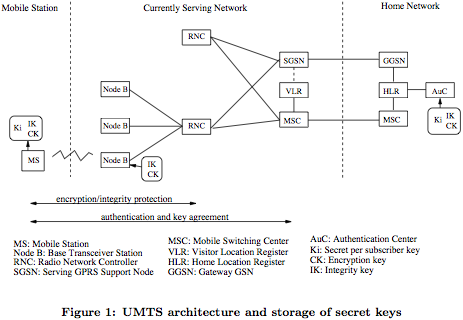 Mobile Station
Currently Serving Network
Home Network
RNC
SGSN
GGSN
Node B
VLR
HLR
AuC
Ki
IK
CK
Node B
RNC
MSC
MSC
Ki
IK
CK
MS
Node B
IK
CK
encryption/integrity protection
authentication and key agreement
MS: Mobile Station
Node B: Base Transceiver Station
RNC: Radio Network Controller
SGSN: Serving GPRS Support Node
MSC: Mobile Switching Center
VLR: Visitor Location Register
HLR: Home Location Register
GGSN: Gateway GSN
AuC: Authentication Center
Ki: Secret per subscriber key
CK: Encryption key
IK: Integrity key
Figure 1: UMTS architecture and storage of secret keys